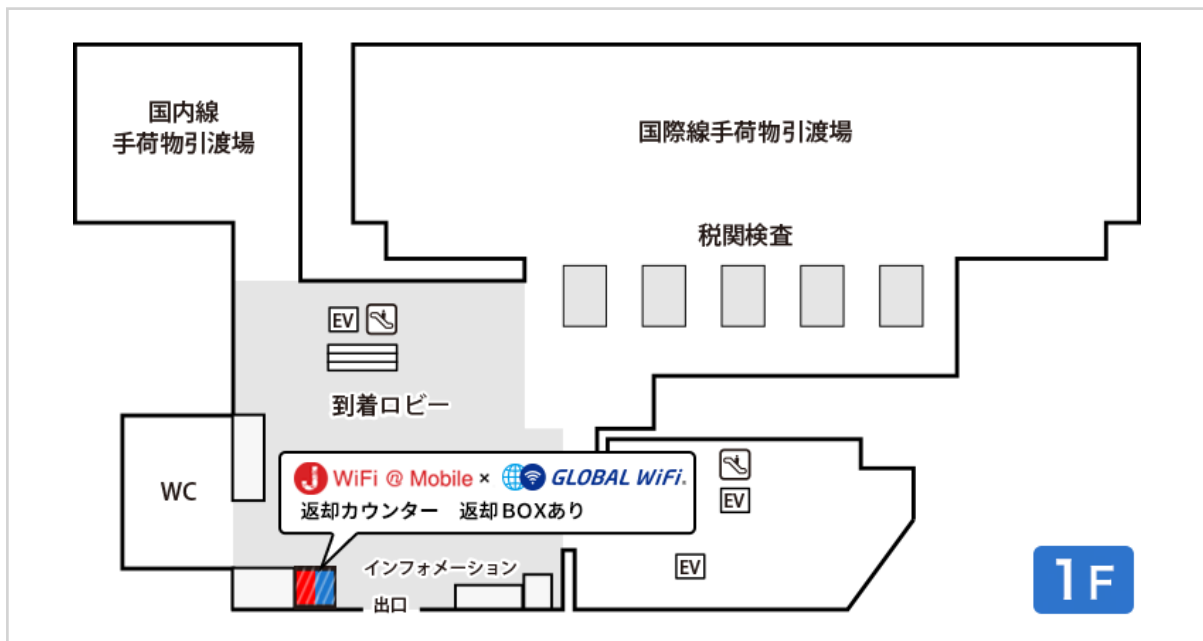 国内線
手荷物引渡場
国際線手荷物引渡場
税関検査
EV
到着ロビー
WC
J WiFi @ Mobile × GLOBAL WiFi®
返却カウンター 返却BOXあり
EV
EV
インフォメーション
出口
1F